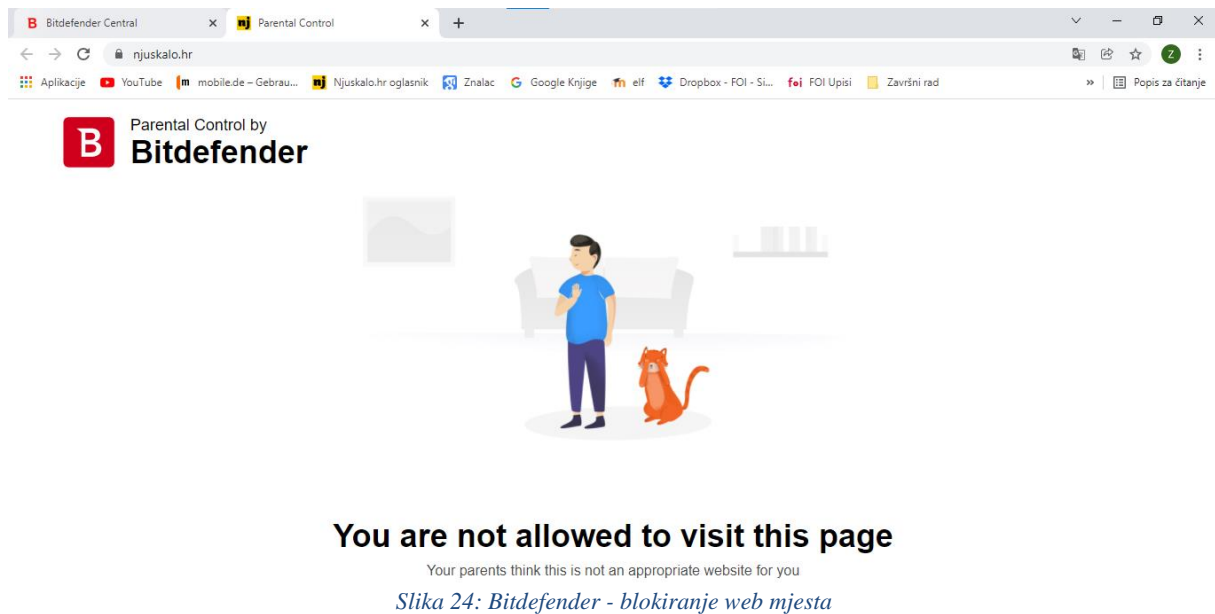 B Bitdefender Central nj Parental Control
njuskalo.hr Z
Aplikacije YouTube m mobile.de – Gebrau... nj Njuskalo.hr oglasnik Znalac G Google Knjige elf Dropbox - FOI - Si... foi FOI Upisi Završni rad » Popis za čitanje
B Parental Control by
Bitdefender
You are not allowed to visit this page
Your parents think this is not an appropriate website for you
Slika 24: Bitdefender - blokiranje web mjesta